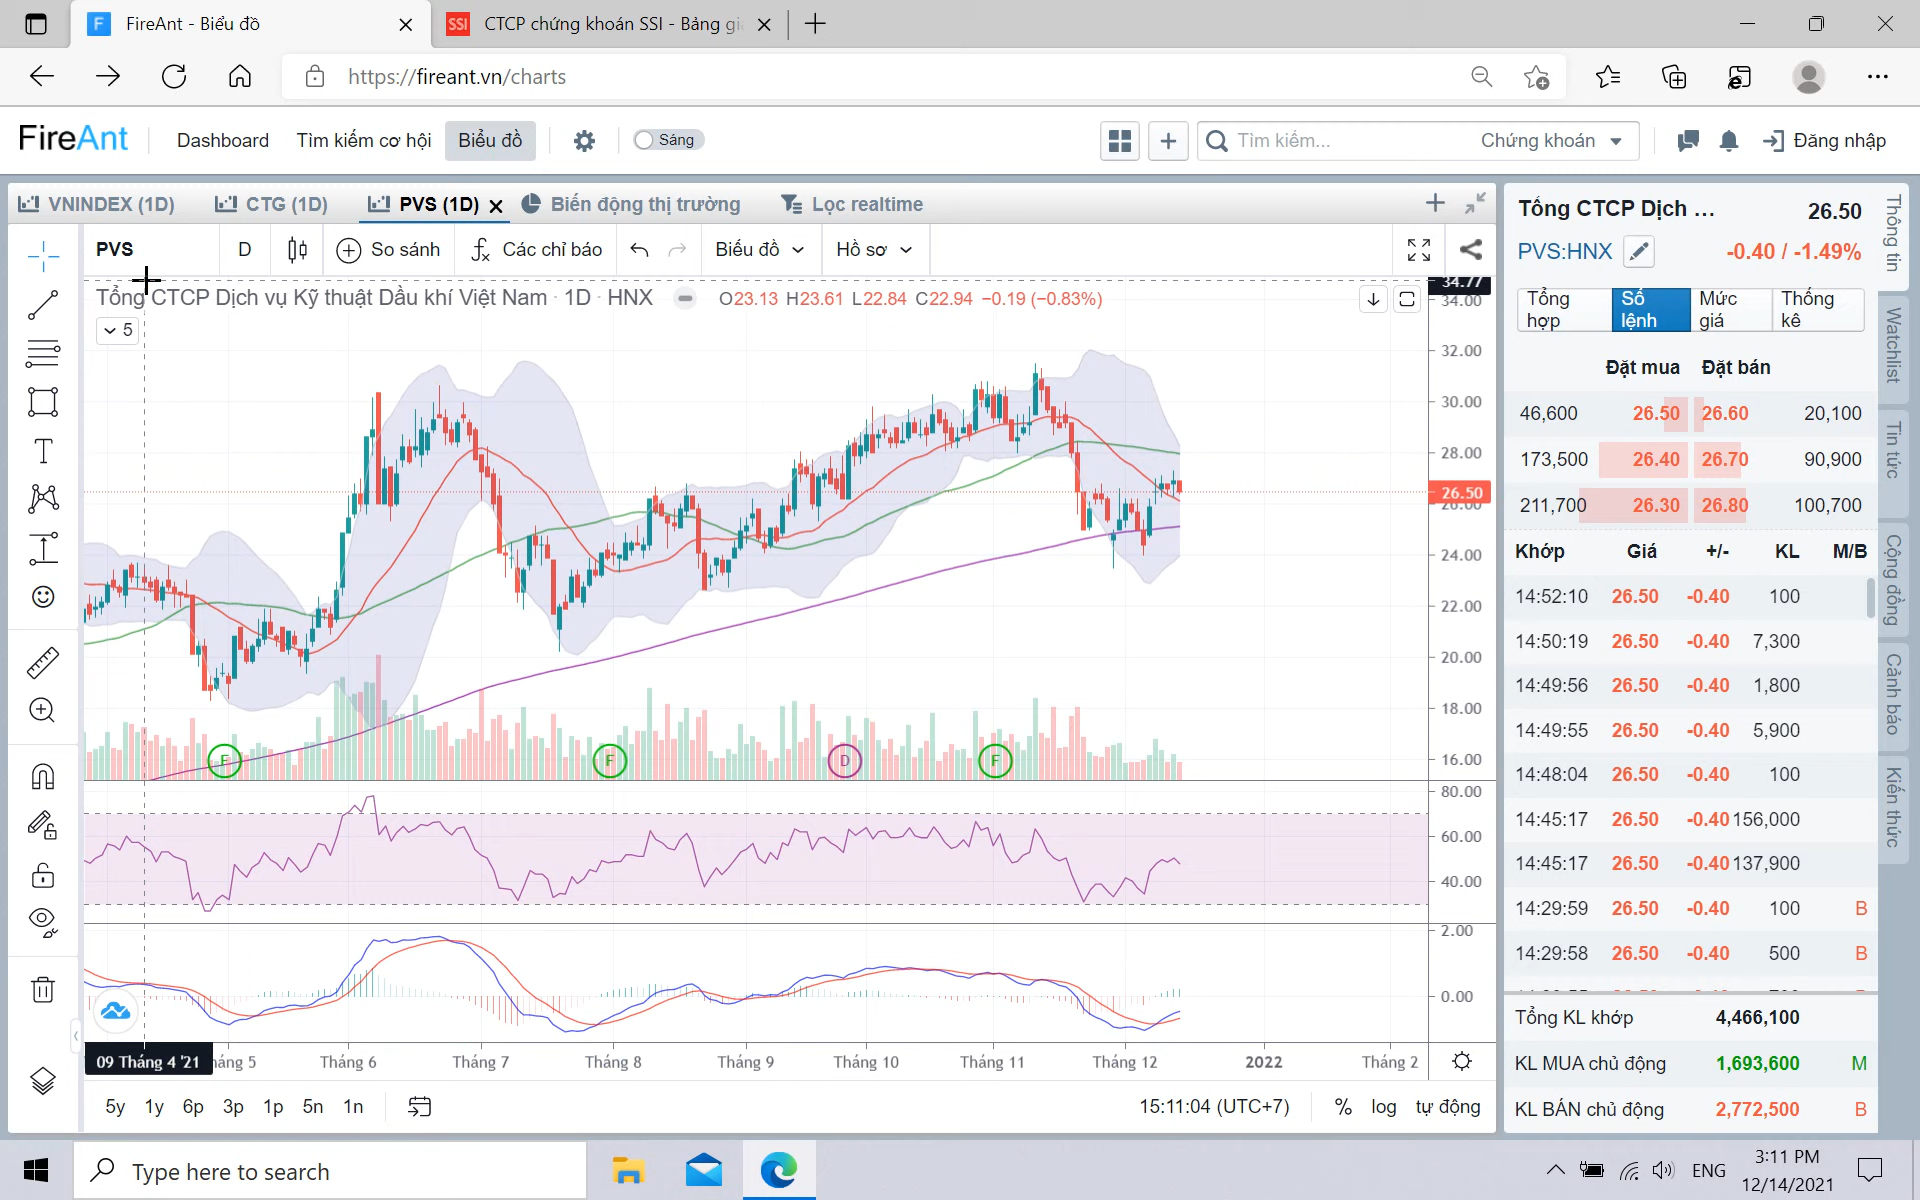 FireAnt - Biểu đồ
SSI CTCP chứng khoán SSI - Bảng gi
https://fireant.vn/charts
FireAnt Dashboard Tìm kiếm cơ hội Biểu đồ Sáng Tìm kiếm... Chứng khoán Đăng nhập
VNINDEX (1D) CTG (1D) PVS (1D) Biến động thị trường Lọc realtime
PVS D So sánh Các chỉ báo Biểu đồ Hồ sơ
Tổng CTCP Dịch vụ Kỹ thuật Dầu khí Việt Nam · 1D · HNX O23.13 H23.61 L22.84 C22.94 −0.19 (−0.83%)
5
34.77
34.00
32.00
30.00
28.00
26.50
26.00
24.00
22.00
20.00
18.00
16.00
F F D F
80.00
60.00
40.00
2.00
0.00
09 Tháng 4 '21 háng 5 Tháng 6 Tháng 7 Tháng 8 Tháng 9 Tháng 10 Tháng 11 Tháng 12 2022 Tháng 2
5y 1y 6p 3p 1p 5n 1n 15:11:04 (UTC+7) % log tự động
Tổng CTCP Dịch ... 26.50
PVS:HNX -0.40 / -1.49%
Tổng hợp Sổ lệnh Mức giá Thống kê
Đặt mua Đặt bán
46,600 26.50 26.60 20,100
173,500 26.40 26.70 90,900
211,700 26.30 26.80 100,700
Khớp Giá +/- KL M/B
14:52:10 26.50 -0.40 100
14:50:19 26.50 -0.40 7,300
14:49:56 26.50 -0.40 1,800
14:49:55 26.50 -0.40 5,900
14:48:04 26.50 -0.40 100
14:45:17 26.50 -0.40 156,000
14:45:17 26.50 -0.40 137,900
14:29:59 26.50 -0.40 100 B
14:29:58 26.50 -0.40 500 B
Tổng KL khớp 4,466,100
KL MUA chủ động 1,693,600 M
KL BÁN chủ động 2,772,500 B
Thông tin
Watchlist
Tin tức
Cộng đồng
Cảnh báo
Kiến thức
Type here to search ENG 3:11 PM
12/14/2021